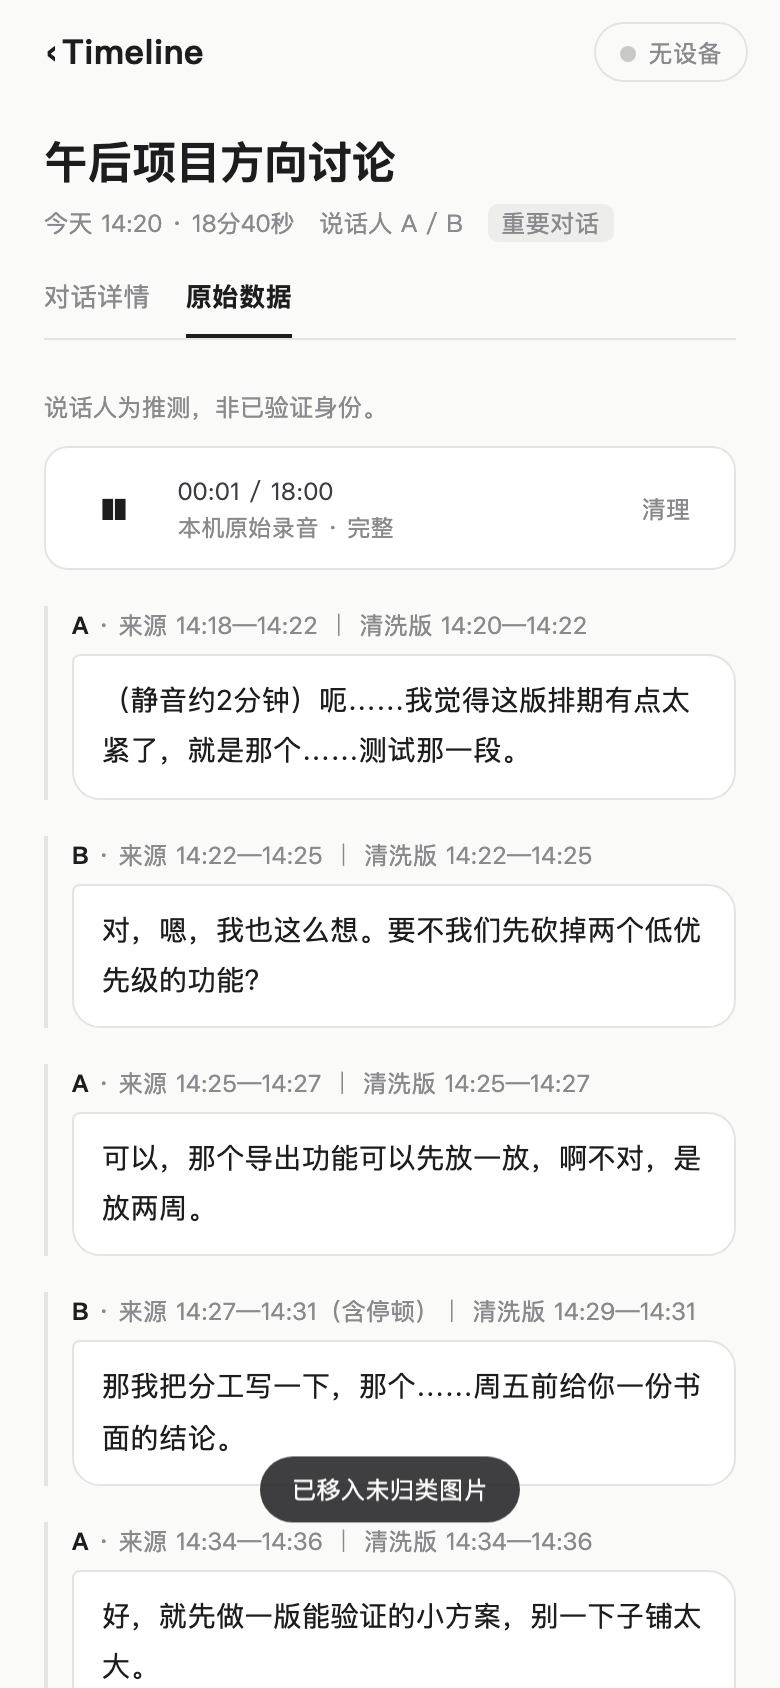 ‹Timeline
无设备
午后项目方向讨论
今天 14:20 · 18分40秒 说话人 A / B 重要对话
对话详情 原始数据
说话人为推测，非已验证身份。
00:01 / 18:00
本机原始录音 · 完整
清理
A · 来源 14:18—14:22 | 清洗版 14:20—14:22
（静音约2分钟）呃……我觉得这版排期有点太
紧了，就是那个……测试那一段。
B · 来源 14:22—14:25 | 清洗版 14:22—14:25
对，嗯，我也这么想。要不我们先砍掉两个低优
先级的功能？
A · 来源 14:25—14:27 | 清洗版 14:25—14:27
可以，那个导出功能可以先放一放，啊不对，是
放两周。
B · 来源 14:27—14:31（含停顿） | 清洗版 14:29—14:31
那我把分工写一下，那个……周五前给你一份书
面的结论。
已移入未归类图片
A · 来源 14:34—14:36 | 清洗版 14:34—14:36
好，就先做一版能验证的小方案，别一下子铺太
大。